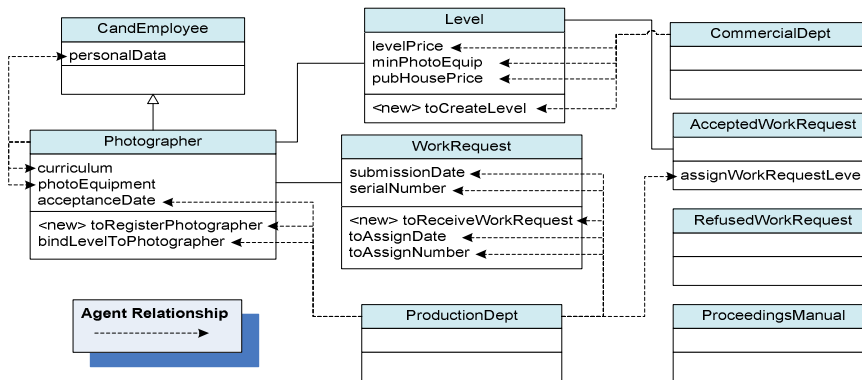 CandEmployee
personalData
Level
levelPrice
minPhotoEquip
pubHousePrice
<new> toCreateLevel
CommercialDept
Photographer
curriculum
photoEquipment
acceptanceDate
<new> toRegisterPhotographer
bindLevelToPhotographer
WorkRequest
submissionDate
serialNumber
<new> toReceiveWorkRequest
toAssignDate
toAssignNumber
AcceptedWorkRequest
assignWorkRequestLevel
RefusedWorkRequest
Agent Relationship
ProductionDept
ProceedingsManual